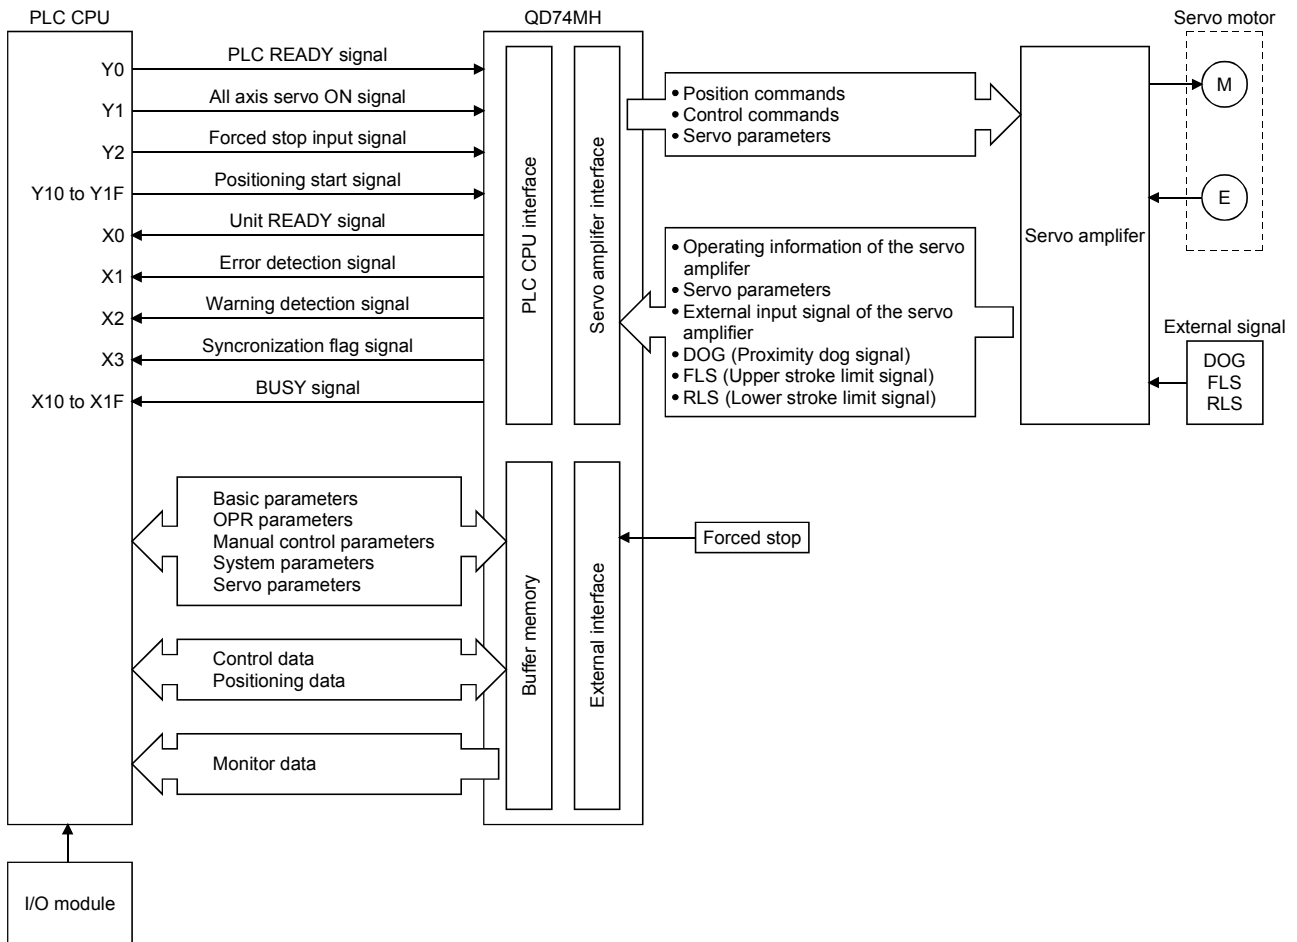 PLC CPU
QD74MH
Servo motor
Y0
PLC READY signal
Y1
All axis servo ON signal
Y2
Forced stop input signal
Y10 to Y1F
Positioning start signal
X0
Unit READY signal
X1
Error detection signal
X2
Warning detection signal
X3
Syncronization flag signal
X10 to X1F
BUSY signal
PLC CPU interface
Servo amplifer interface
• Position commands
• Control commands
• Servo parameters
• Operating information of the servo
amplifer
• Servo parameters
• External input signal of the servo
amplifier
• DOG (Proximity dog signal)
• FLS (Upper stroke limit signal)
• RLS (Lower stroke limit signal)
Servo amplifer
M
E
External signal
DOG
FLS
RLS
Basic parameters
OPR parameters
Manual control parameters
System parameters
Servo parameters
Control data
Positioning data
Monitor data
Buffer memory
External interface
Forced stop
I/O module